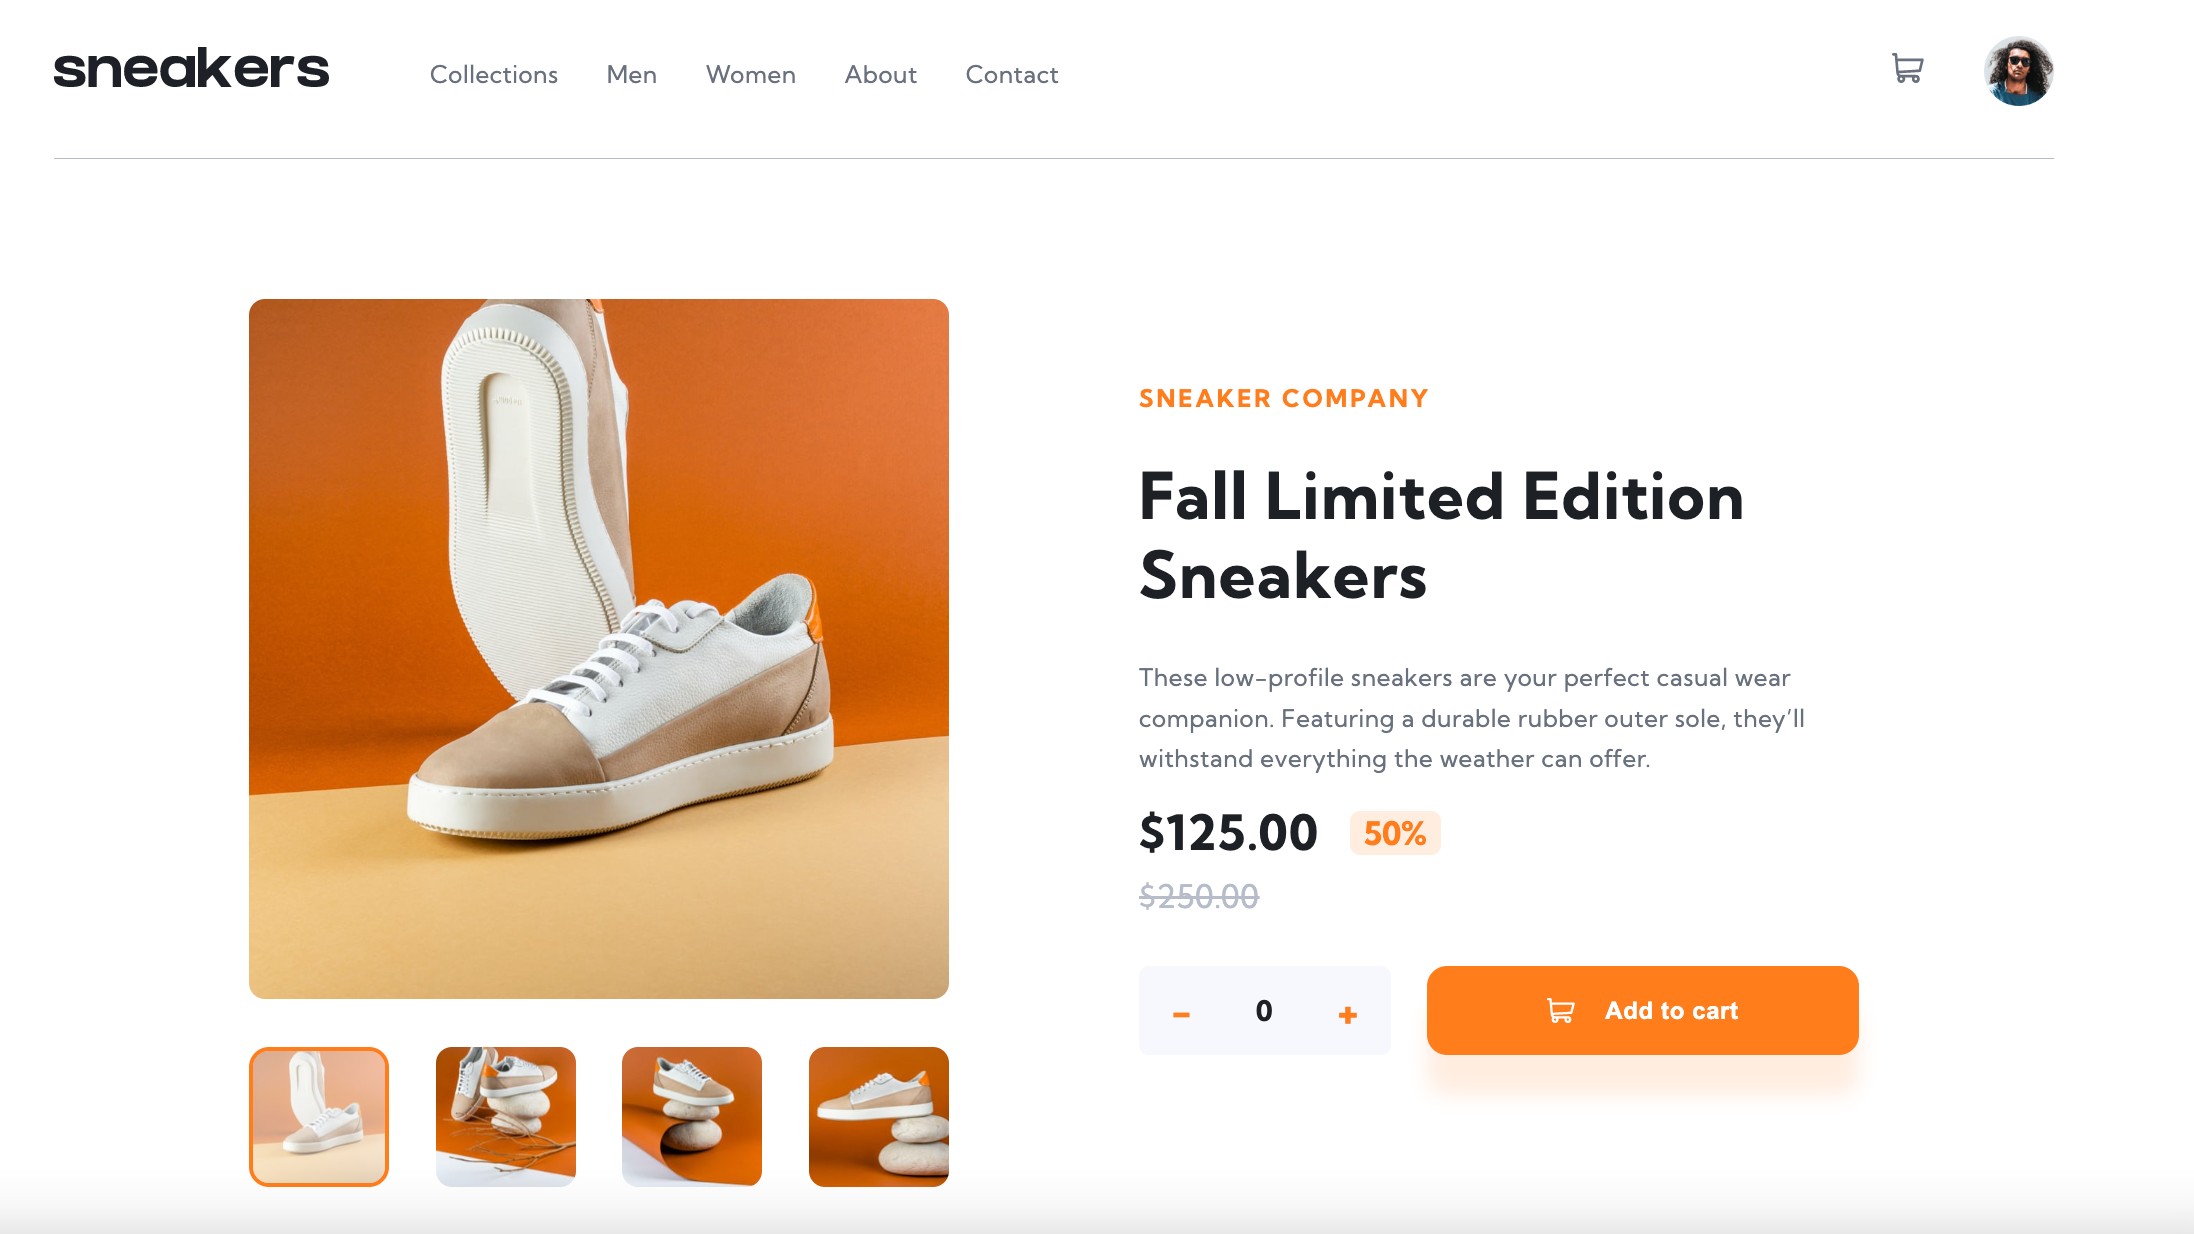 sneakers
Collections Men Women About Contact
SNEAKER COMPANY
Fall Limited Edition
Sneakers
These low-profile sneakers are your perfect casual wear
companion. Featuring a durable rubber outer sole, they’ll
withstand everything the weather can offer.
$125.00 50%
$250.00
- 0 + Add to cart